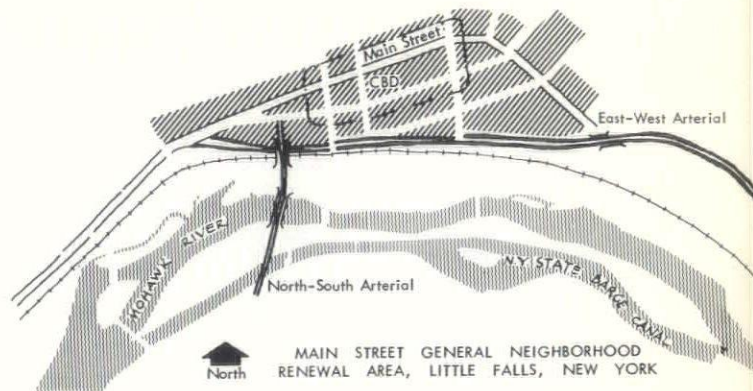 Main Street
CBD
East-West Arterial
MOHAWK RIVER
North-South Arterial
N.Y. STATE BARGE CANAL
North
MAIN STREET GENERAL NEIGHBORHOOD
RENEWAL AREA, LITTLE FALLS, NEW YORK